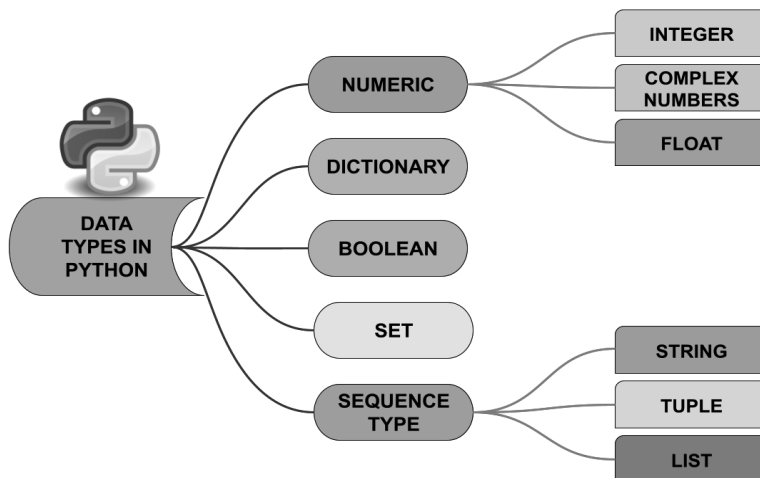 DATA
TYPES IN
PYTHON
NUMERIC
DICTIONARY
BOOLEAN
SET
SEQUENCE
TYPE
INTEGER
COMPLEX
NUMBERS
FLOAT
STRING
TUPLE
LIST